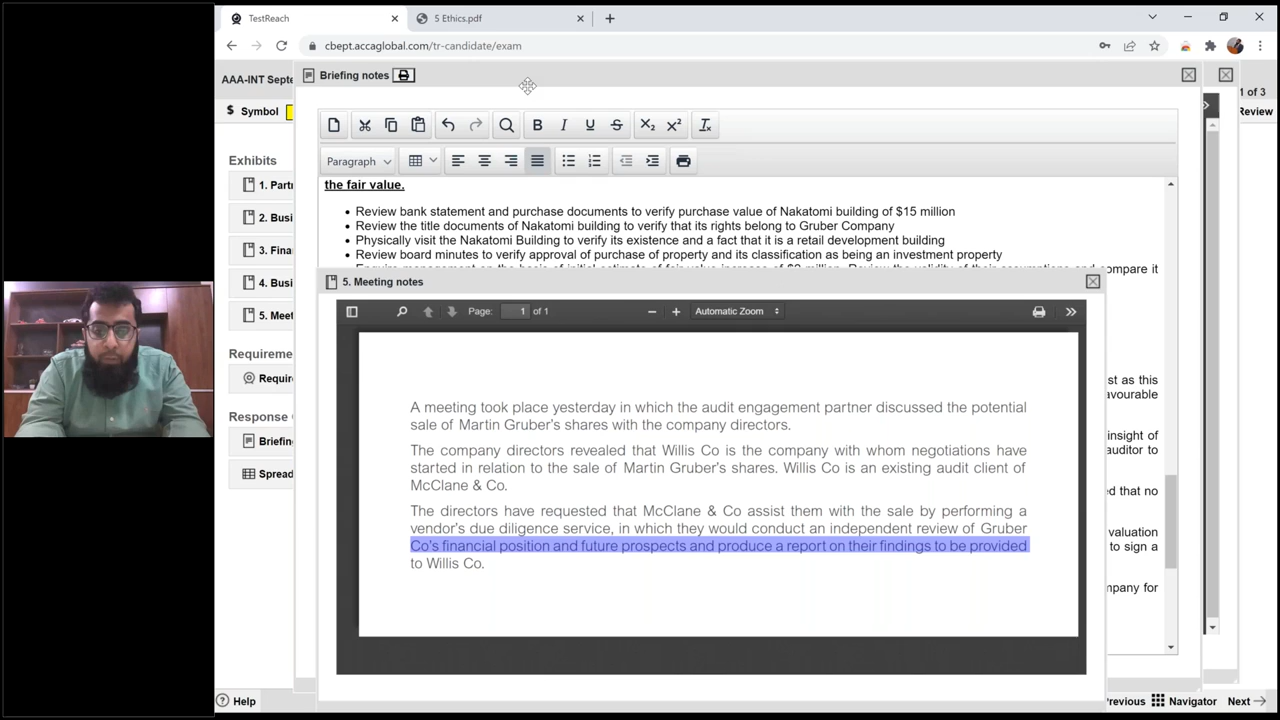 TestReach
5 Ethics.pdf
cbept.accaglobal.com/tr-candidate/exam
AAA-INT Septe
Briefing notes
1 of 3
$ Symbol
Review
Paragraph
Exhibits
1. Partn
2. Busi
3. Fina
4. Busi
5. Meet
Requireme
Requir
Response
Briefin
Spread
the fair value.
Review bank statement and purchase documents to verify purchase value of Nakatomi building of $15 million
Review the title documents of Nakatomi building to verify that its rights belong to Gruber Company
Physically visit the Nakatomi Building to verify its existence and a fact that it is a retail development building
Review board minutes to verify approval of purchase of property and its classification as being an investment property
compare it
5. Meeting notes
Page: 1 of 1
Automatic Zoom
A meeting took place yesterday in which the audit engagement partner discussed the potential
sale of Martin Gruber's shares with the company directors.
The company directors revealed that Willis Co is the company with whom negotiations have
started in relation to the sale of Martin Gruber's shares. Willis Co is an existing audit client of
McClane & Co.
The directors have requested that McClane & Co assist them with the sale by performing a
vendor's due diligence service, in which they would conduct an independent review of Gruber
Co's financial position and future prospects and produce a report on their findings to be provided
to Willis Co.
st as this
avourable
insight of
auditor to
ed that no
valuation
to sign a
mpany for
Help
revious
Navigator
Next